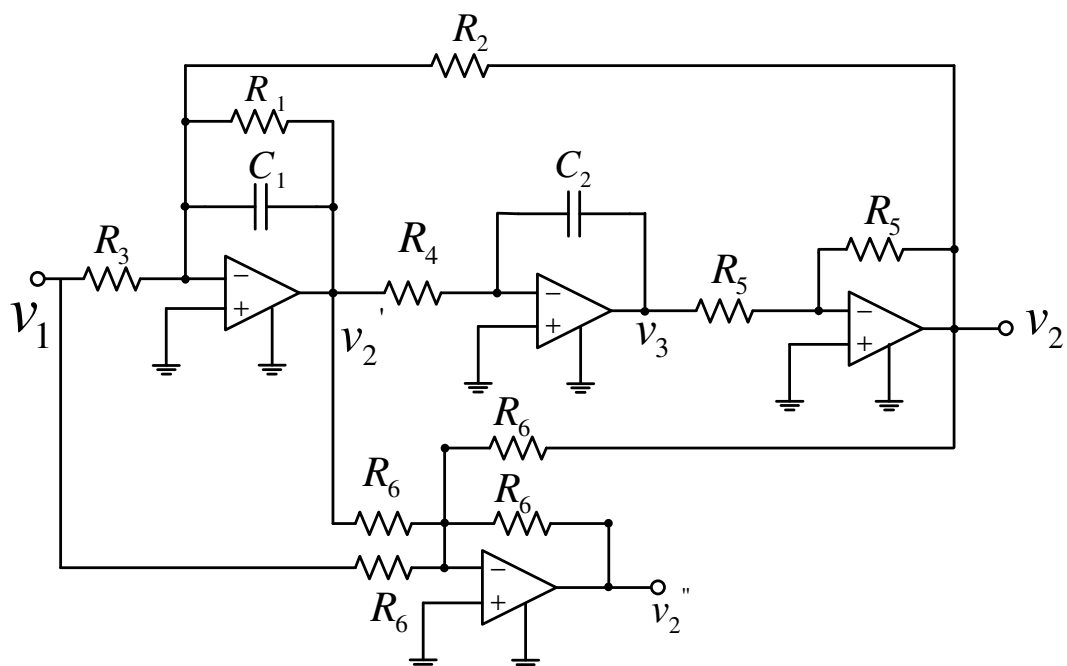 R2
R1
C1
C2
R3
R4
R5
R5
v1
−
+
v2'
−
+
v3
−
+
v2
R6
R6
R6
R6
−
+
v2"